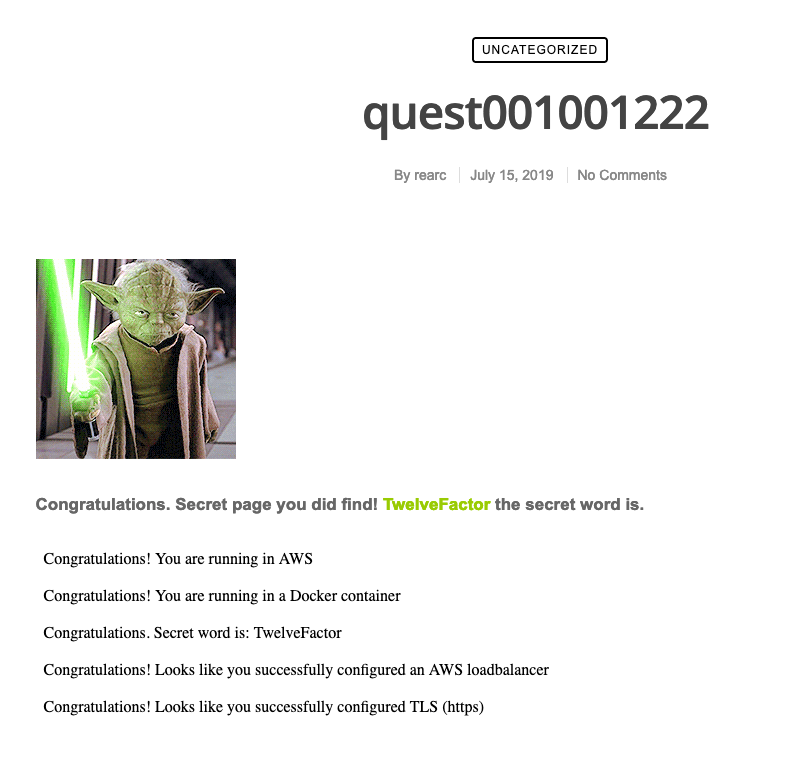 UNCATEGORIZED
quest001001222
By rearc July 15, 2019 No Comments
Congratulations. Secret page you did find! TwelveFactor the secret word is.
Congratulations! You are running in AWS
Congratulations! You are running in a Docker container
Congratulations. Secret word is: TwelveFactor
Congratulations! Looks like you successfully configured an AWS loadbalancer
Congratulations! Looks like you successfully configured TLS (https)